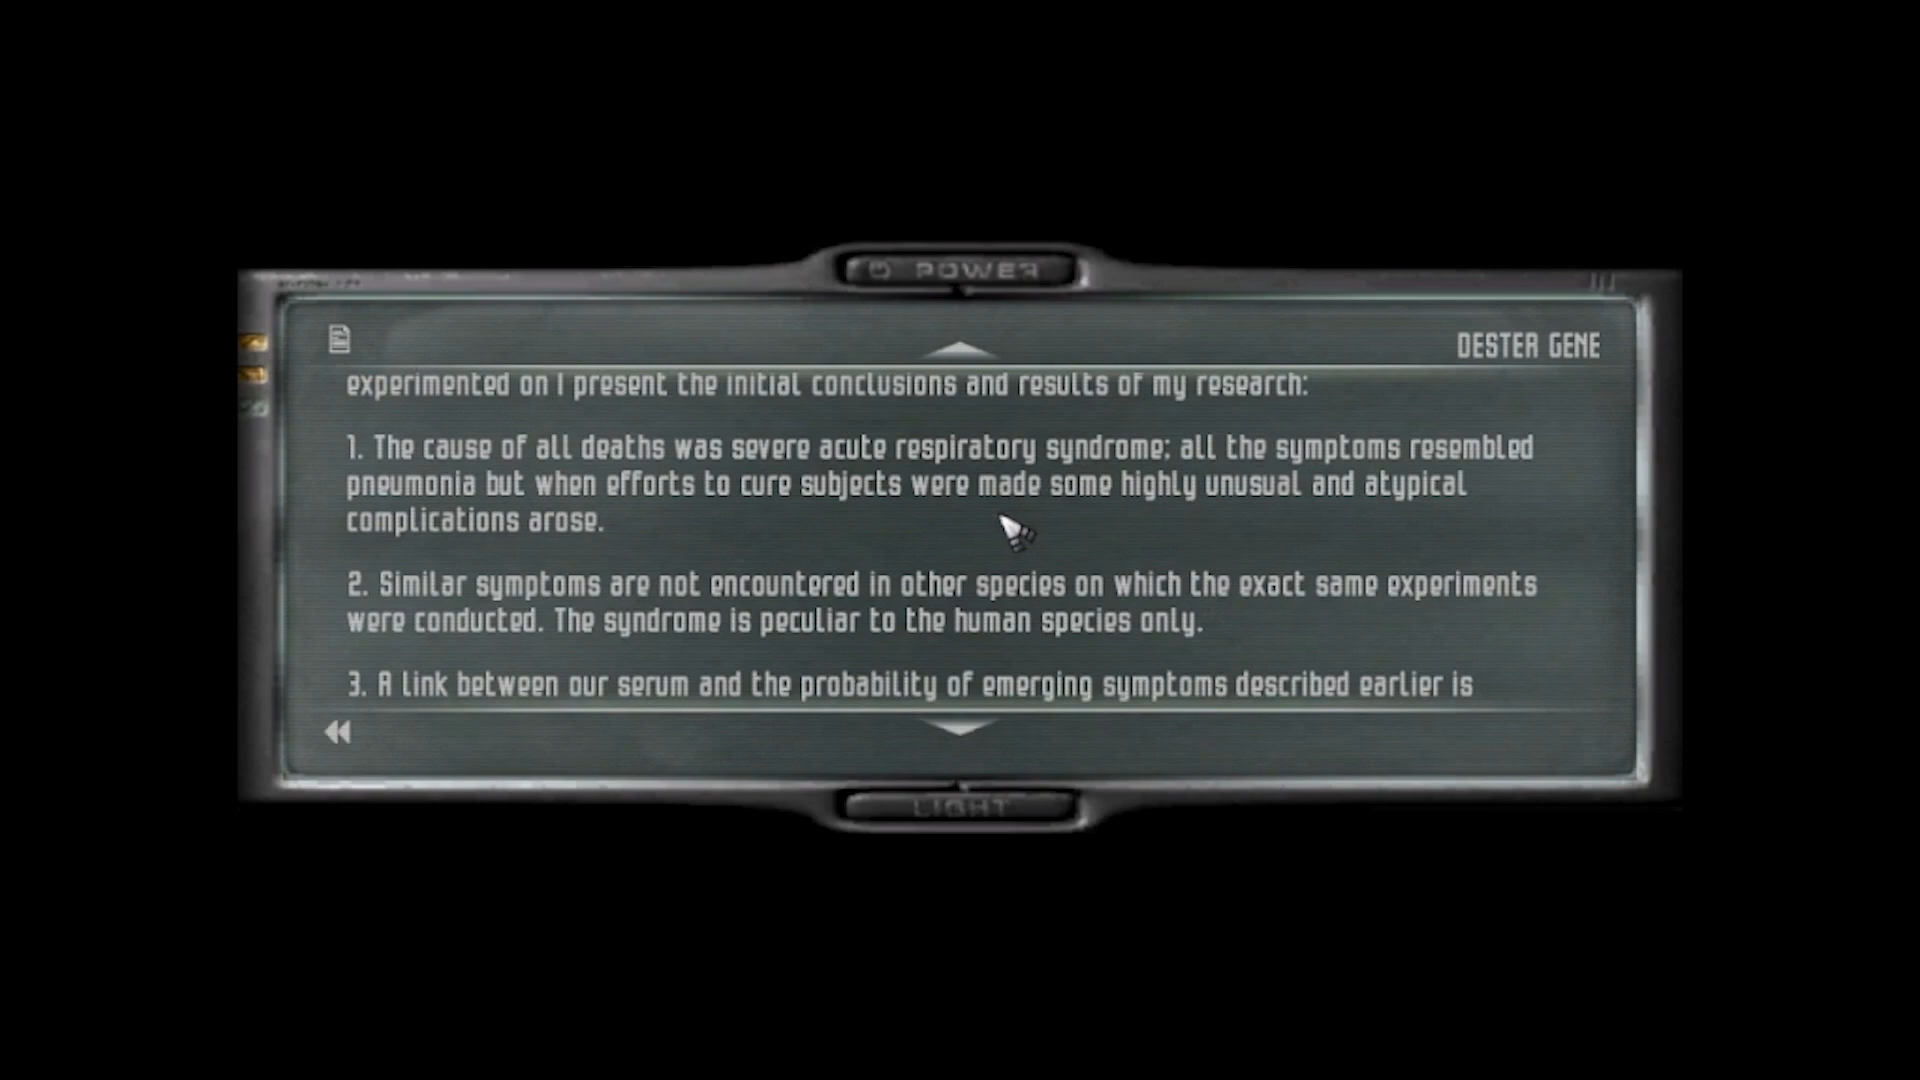 POWER
DESTER GENE
experimented on I present the initial conclusions and results of my research:
1. The cause of all deaths was severe acute respiratory syndrome: all the symptoms resembled
pneumonia but when efforts to cure subjects were made some highly unusual and atypical
complications arose.
2. Similar symptoms are not encountered in other species on which the exact same experiments
were conducted. The syndrome is peculiar to the human species only.
3. A link between our serum and the probability of emerging symptoms described earlier is
LIGHT